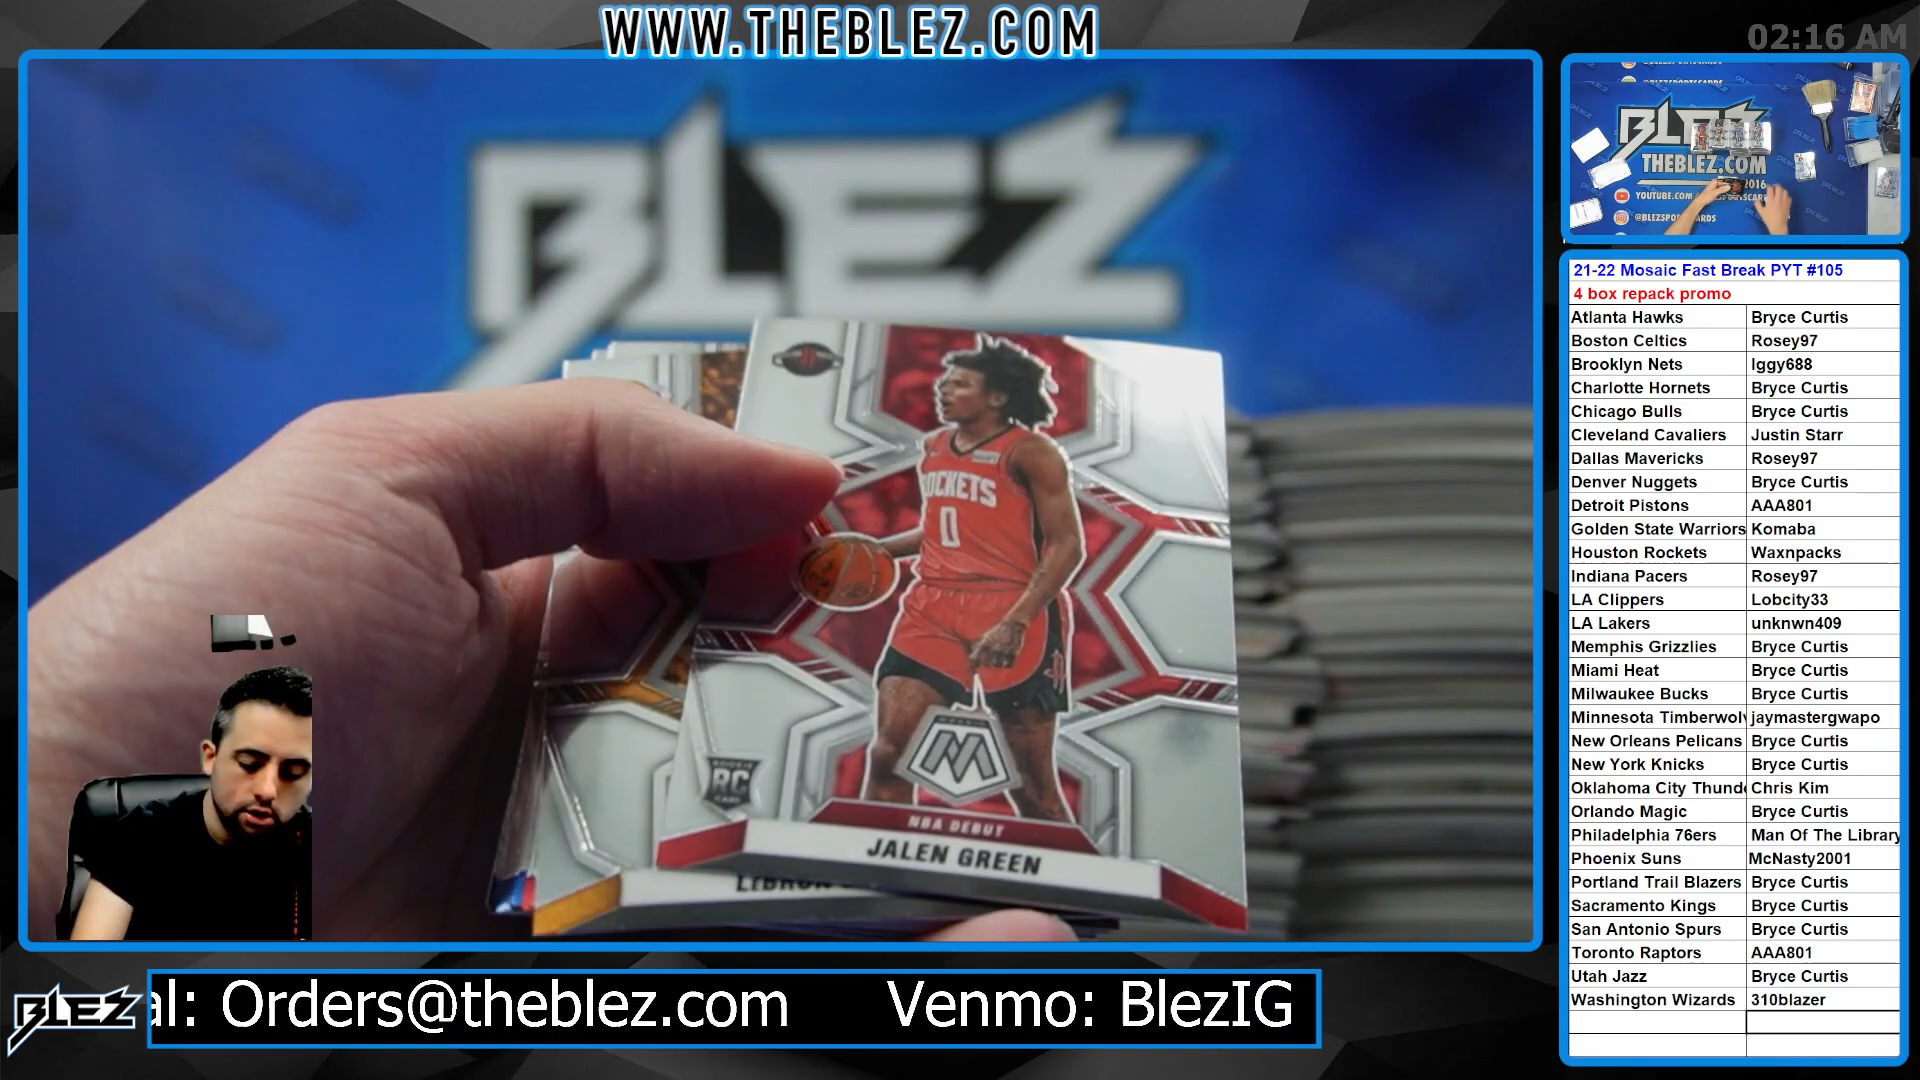 WWW.THEBLEZ.COM
02:16 AM
BLEZ
BLEZ
THEBLEZ.COM
2016
YOUTUBE.COM/
@BLEZSPORTSCARDS
ROCKETS
0
RC
NBA DEBUT
JALEN GREEN
LEBRON
21-22 Mosaic Fast Break PYT #105
4 box repack promo
Atlanta Hawks Bryce Curtis
Boston Celtics Rosey97
Brooklyn Nets Iggy688
Charlotte Hornets Bryce Curtis
Chicago Bulls Bryce Curtis
Cleveland Cavaliers Justin Starr
Dallas Mavericks Rosey97
Denver Nuggets Bryce Curtis
Detroit Pistons AAA801
Golden State Warriors Komaba
Houston Rockets Waxnpacks
Indiana Pacers Rosey97
LA Clippers Lobcity33
LA Lakers unknwn409
Memphis Grizzlies Bryce Curtis
Miami Heat Bryce Curtis
Milwaukee Bucks Bryce Curtis
Minnesota Timberwolv jaymastergwapo
New Orleans Pelicans Bryce Curtis
New York Knicks Bryce Curtis
Oklahoma City Thunde Chris Kim
Orlando Magic Bryce Curtis
Philadelphia 76ers Man Of The Library
Phoenix Suns McNasty2001
Portland Trail Blazers Bryce Curtis
Sacramento Kings Bryce Curtis
San Antonio Spurs Bryce Curtis
Toronto Raptors AAA801
Utah Jazz Bryce Curtis
Washington Wizards 310blazer
BLEZ
al: Orders@theblez.com Venmo: BlezIG